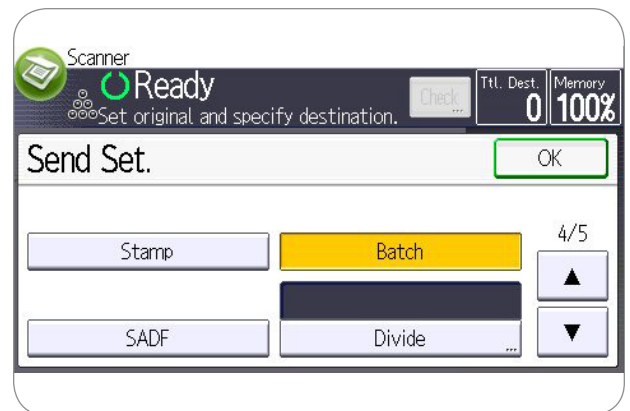 Scanner
Ready
Set original and specify destination.
Check
...
Ttl. Dest.
0
Memory
100%
Send Set.
OK
Stamp
Batch
4/5
▲
SADF
Divide
...
▼